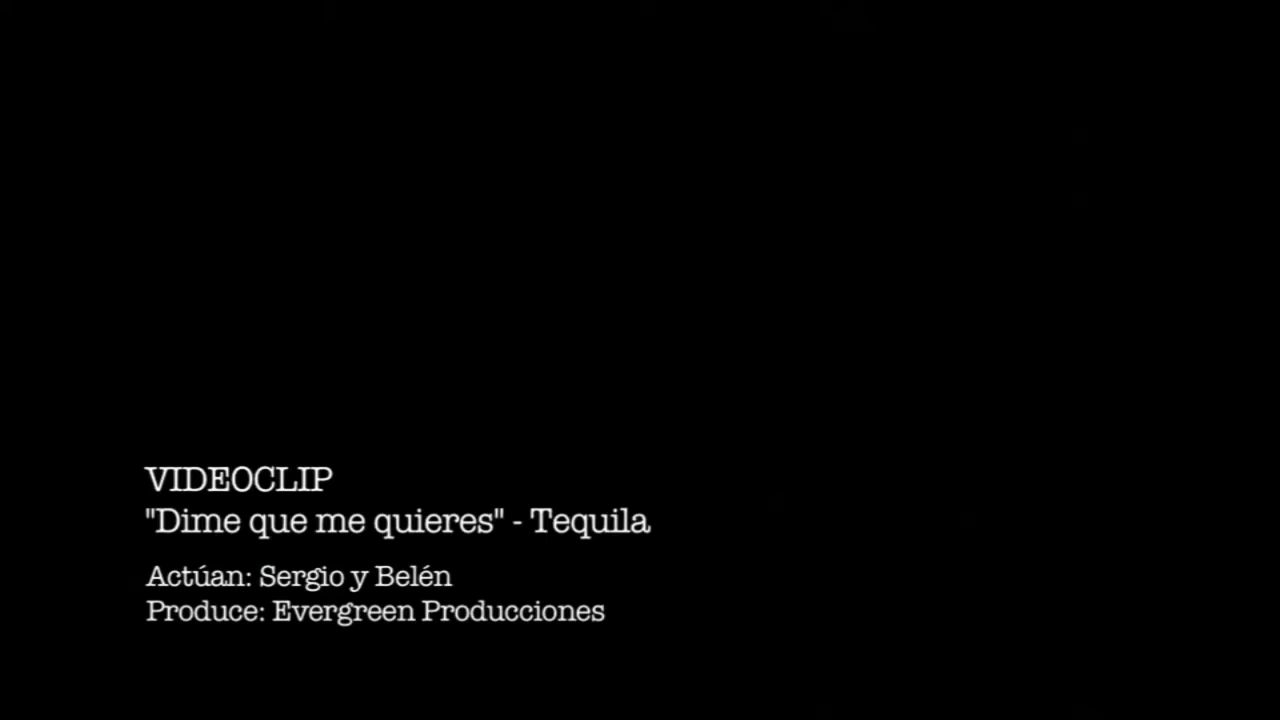 VIDEOCLIP
"Dime que me quieres" - Tequila
Actúan: Sergio y Belén
Produce: Evergreen Producciones